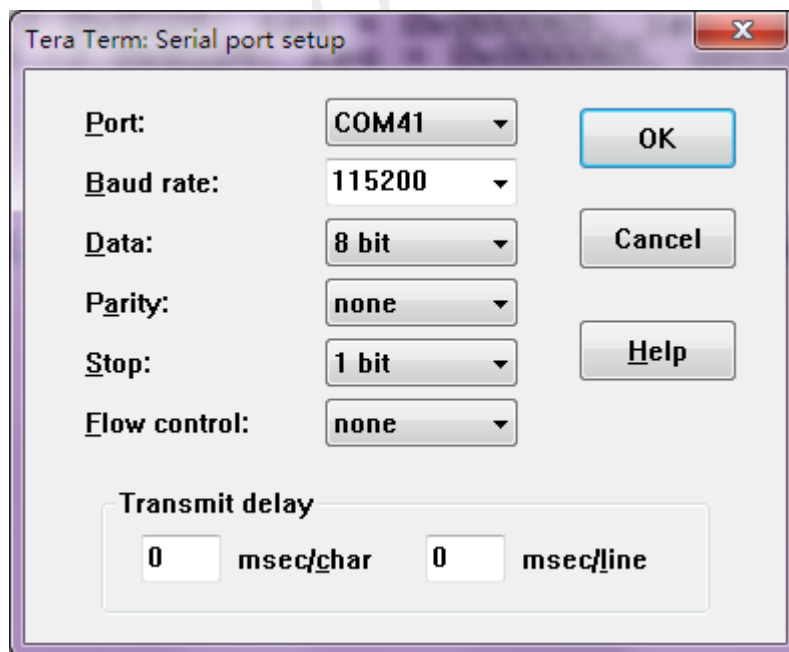 Tera Term: Serial port setup
Port: COM41
OK
Baud rate: 115200
Data: 8 bit
Cancel
Parity: none
Stop: 1 bit
Help
Flow control: none
Transmit delay
0 msec/char 0 msec/line